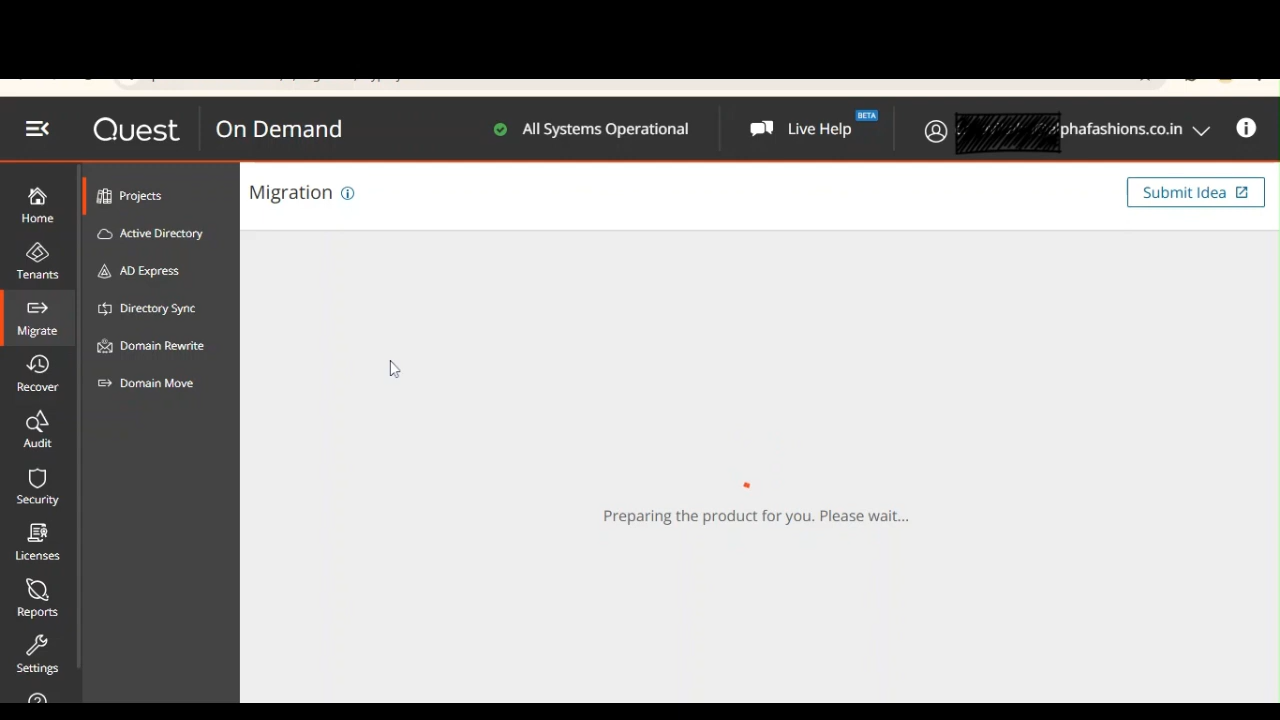 Quest
On Demand
All Systems Operational
Live Help
BETA
phafashions.co.in
Home
Tenants
Migrate
Recover
Audit
Security
Licenses
Reports
Settings
Projects
Active Directory
AD Express
Directory Sync
Domain Rewrite
Domain Move
Migration
Submit Idea
Preparing the product for you. Please wait...